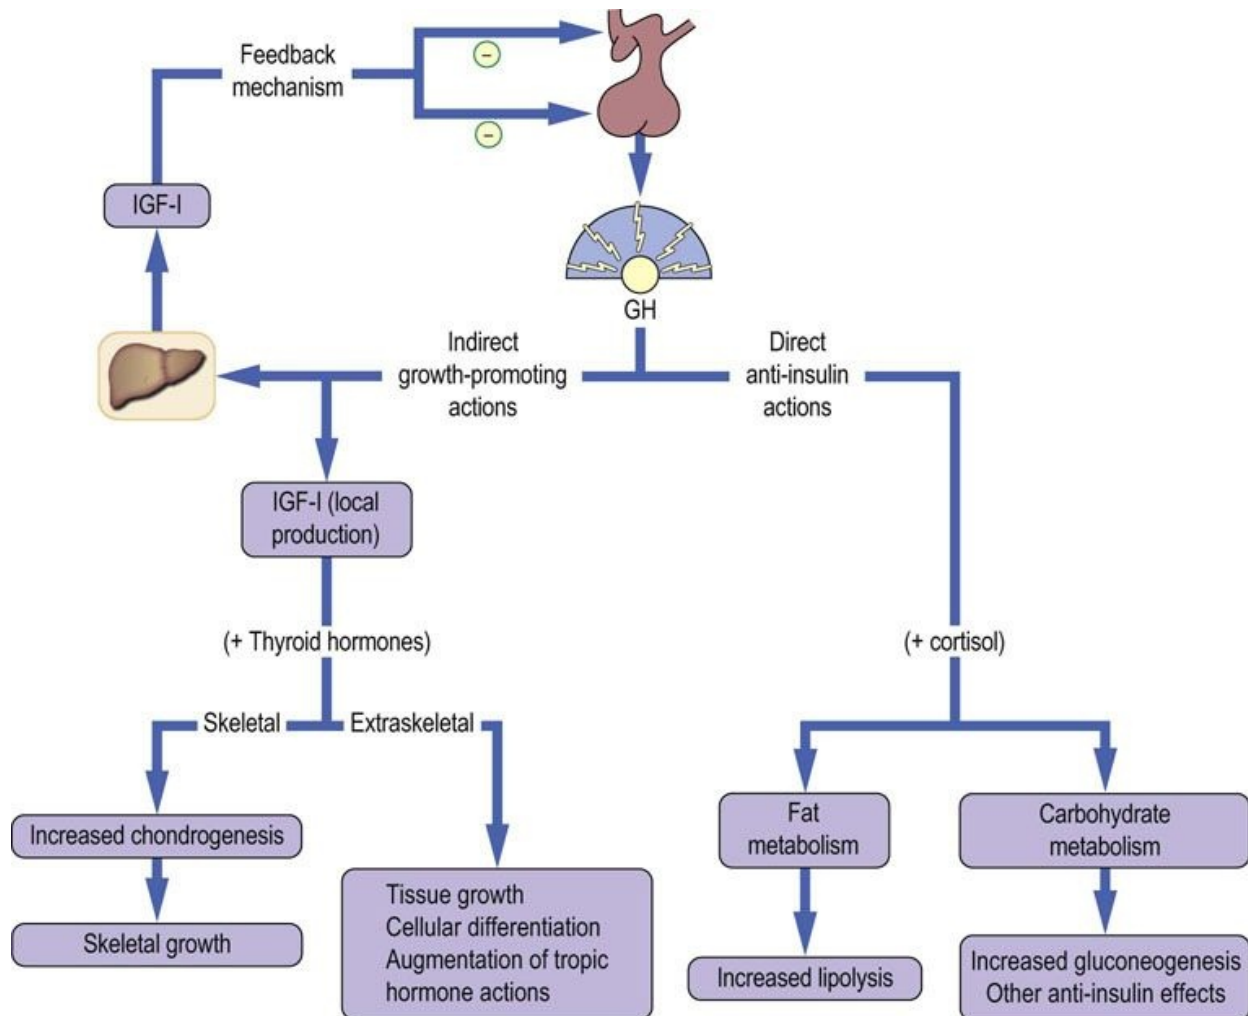 Feedback
mechanism
−
−
IGF-I
GH
Indirect
growth-promoting
actions
Direct
anti-insulin
actions
IGF-I (local
production)
(+ Thyroid hormones)
(+ cortisol)
Skeletal
Extraskeletal
Increased chondrogenesis
Skeletal growth
Tissue growth
Cellular differentiation
Augmentation of tropic
hormone actions
Fat
metabolism
Increased lipolysis
Carbohydrate
metabolism
Increased gluconeogenesis
Other anti-insulin effects